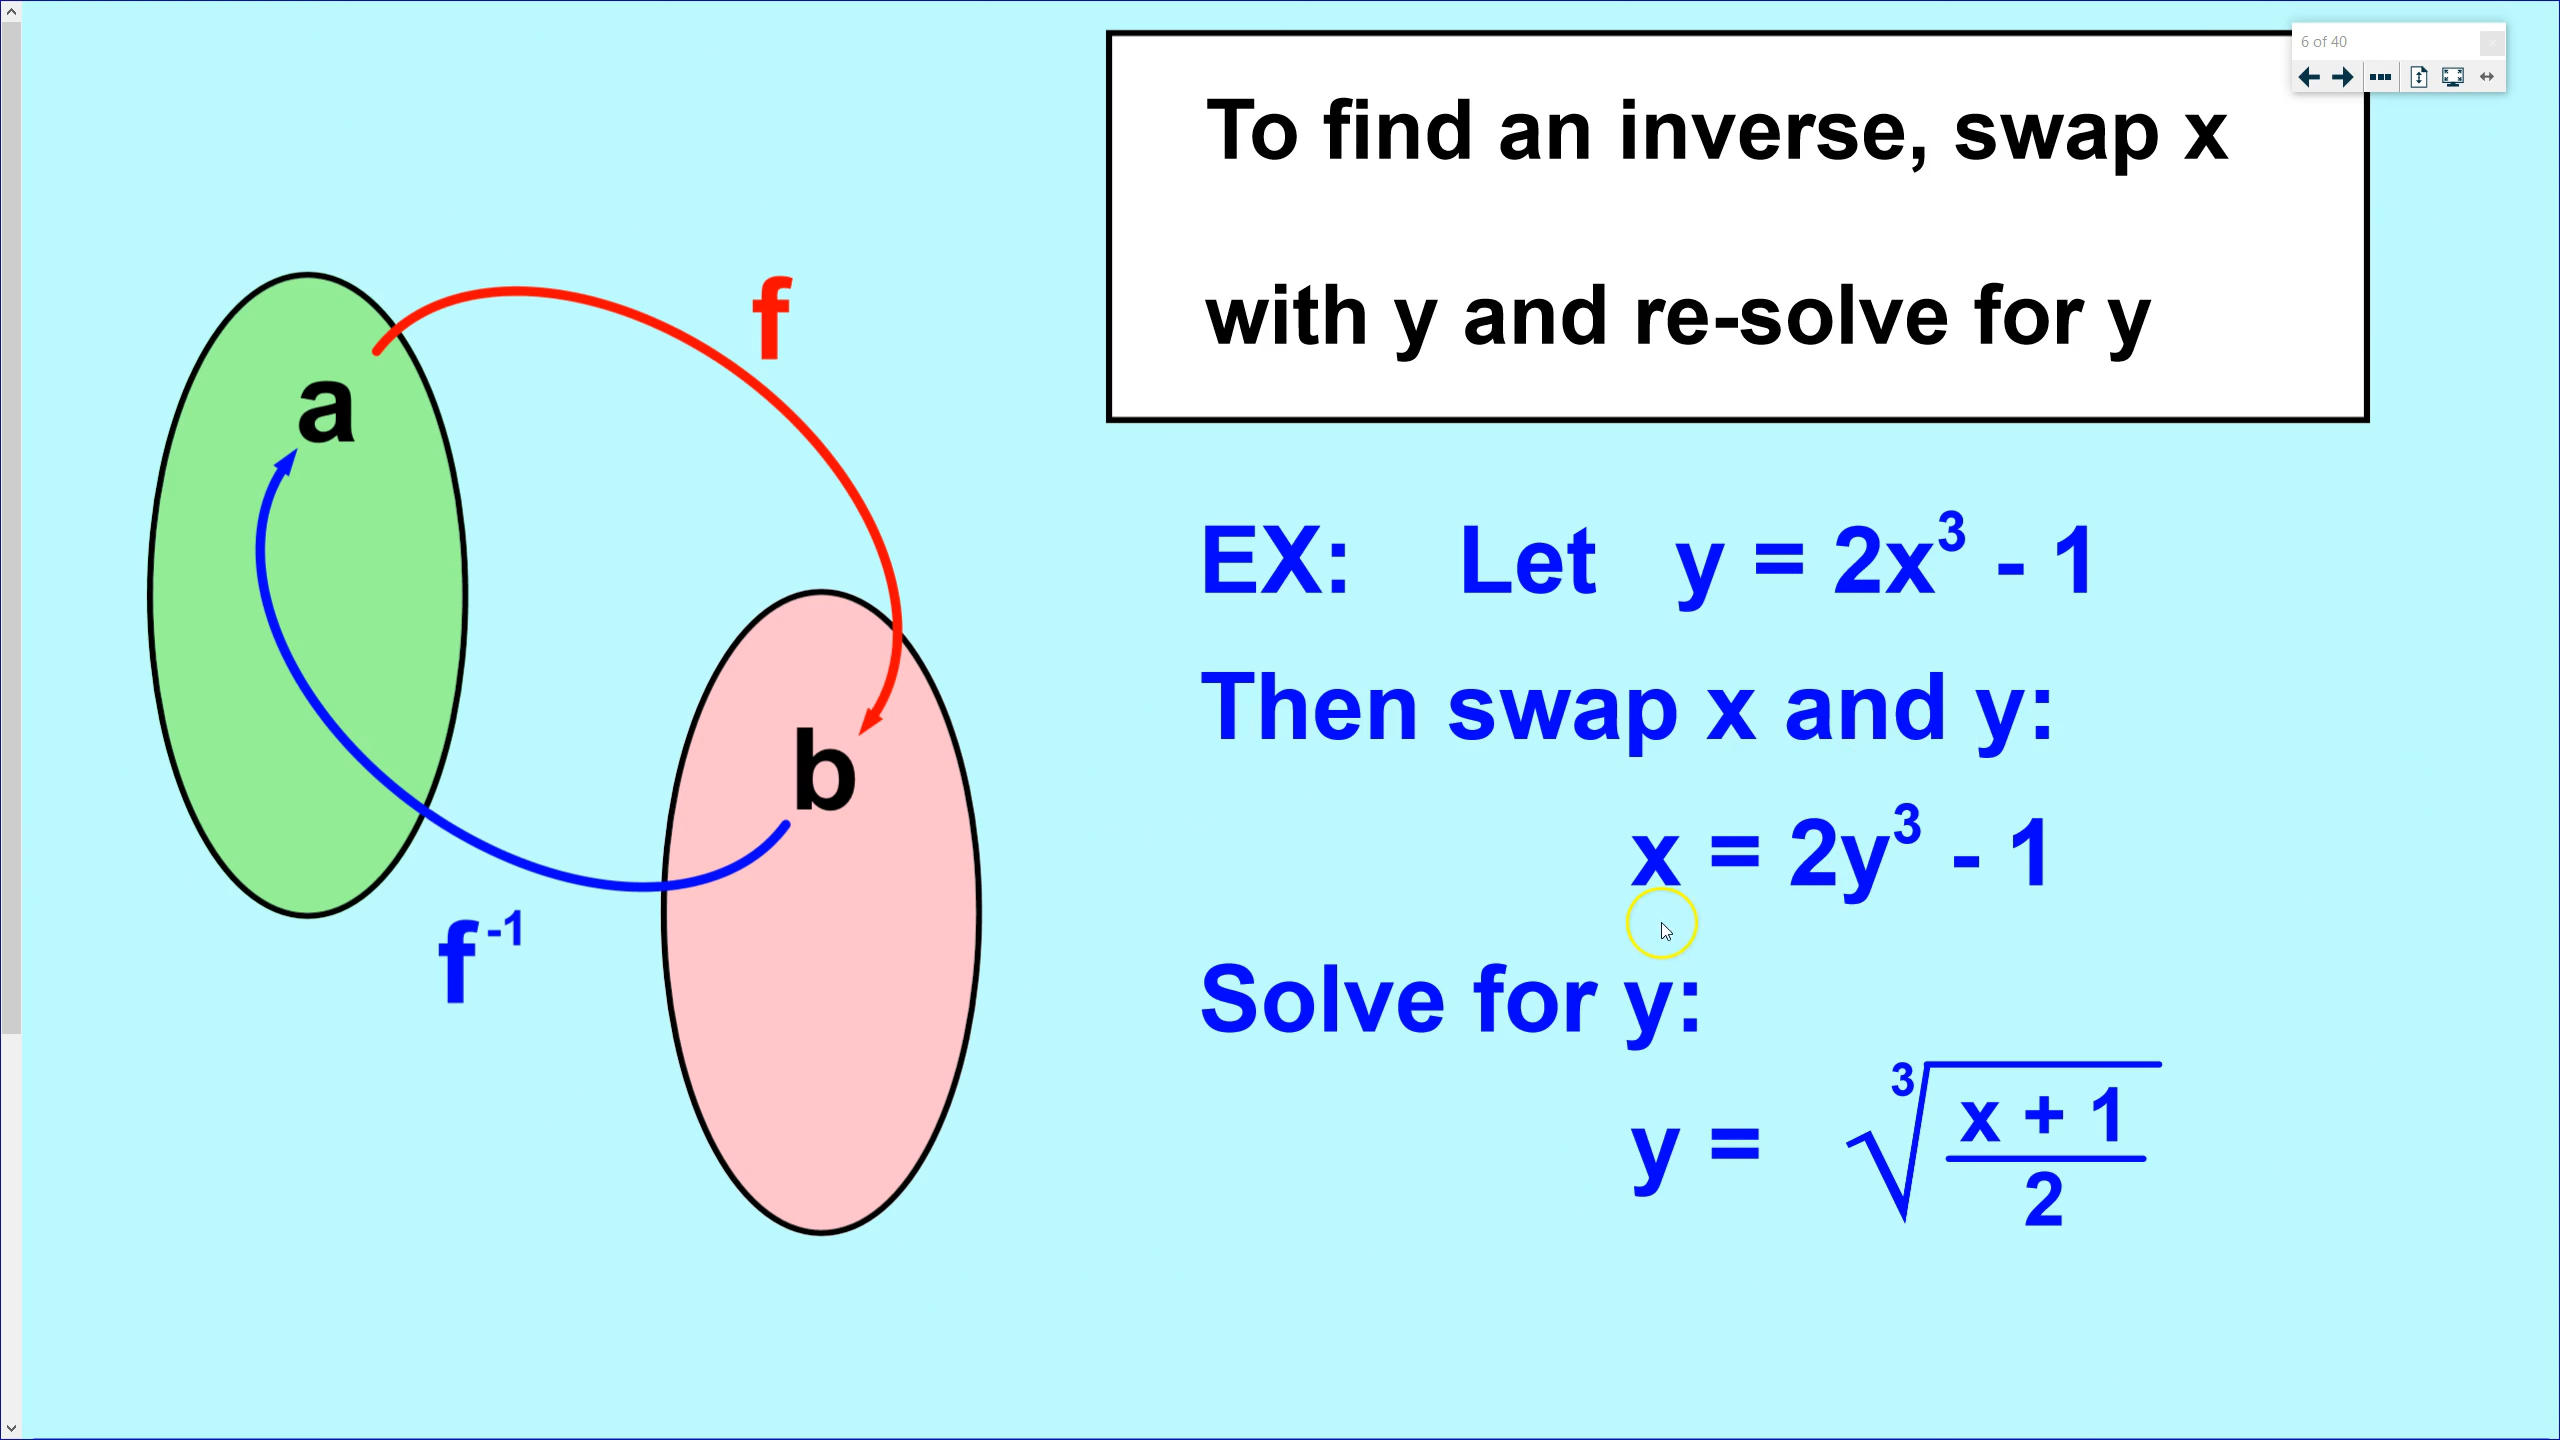 6 of 40
To find an inverse, swap x
with y and re-solve for y
f
a
b
f⁻¹
EX: Let y = 2x³ - 1
Then swap x and y:
x = 2y³ - 1
Solve for y:
y = ∛((x + 1)/2)